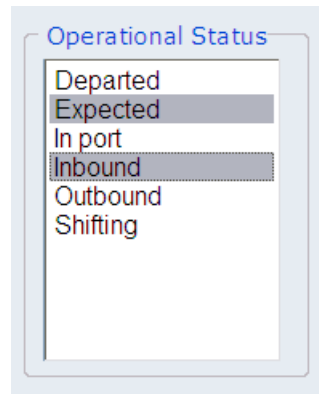 Operational Status
Departed
Expected
In port
Inbound
Outbound
Shifting